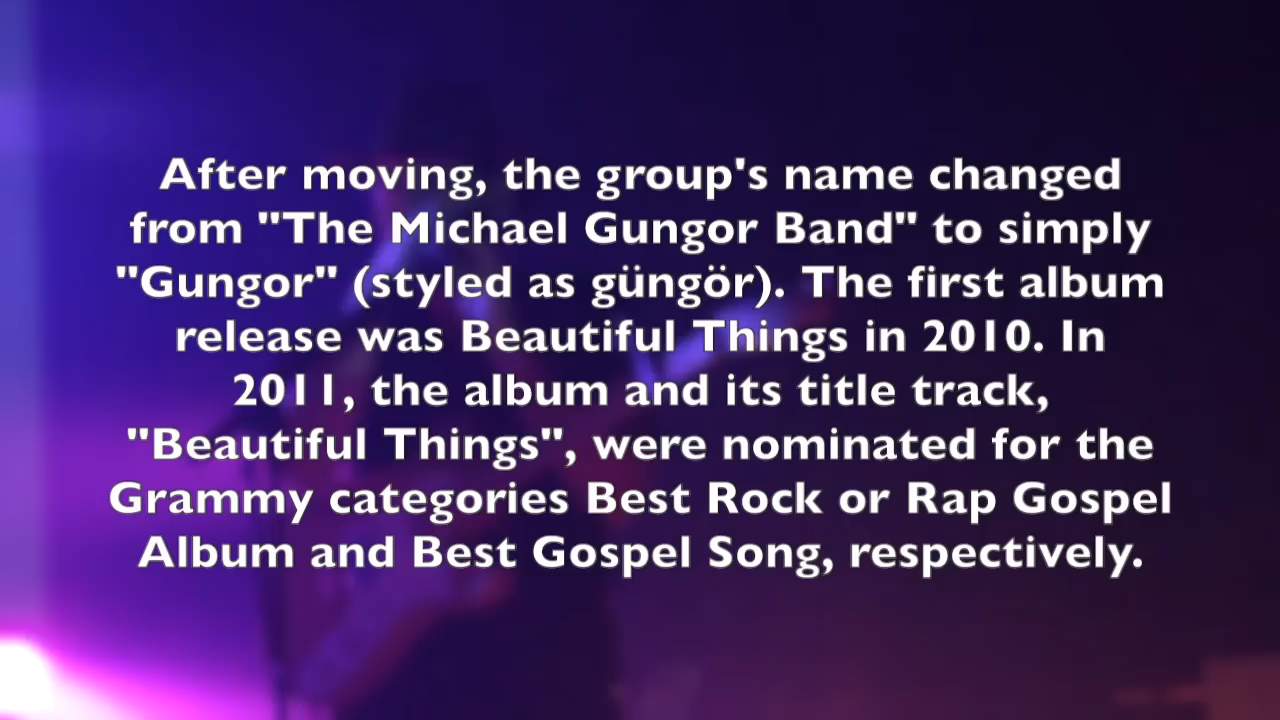 After moving, the group's name changed
from "The Michael Gungor Band" to simply
"Gungor" (styled as güngör). The first album
release was Beautiful Things in 2010. In
2011, the album and its title track,
"Beautiful Things", were nominated for the
Grammy categories Best Rock or Rap Gospel
Album and Best Gospel Song, respectively.